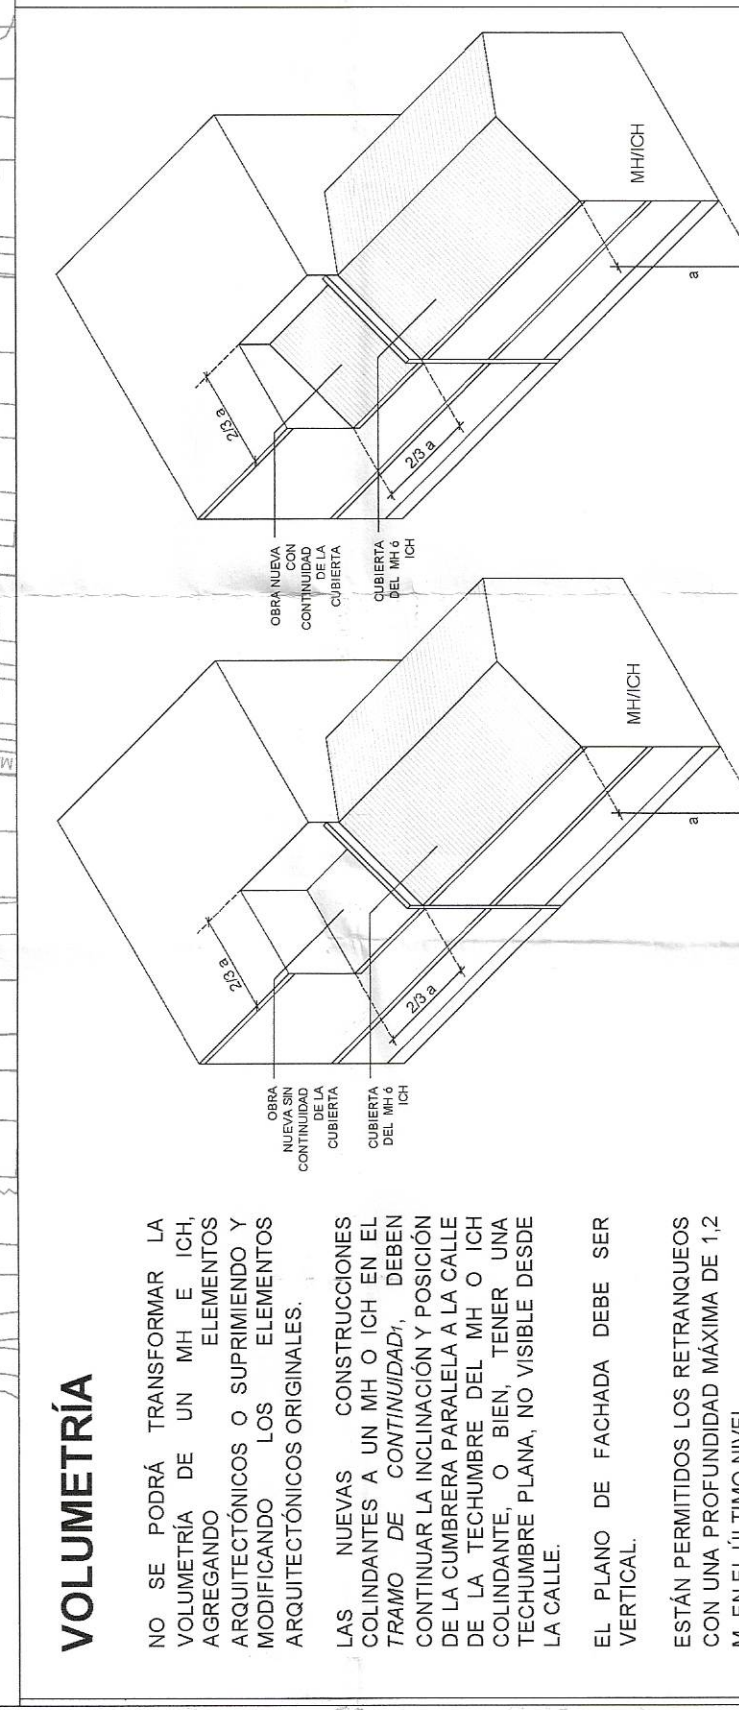 VOLUMETRÍA
NO SE PODRÁ TRANSFORMAR LA
VOLUMETRÍA DE UN MH E ICH,
AGREGANDO ELEMENTOS
ARQUITECTÓNICOS O SUPRIMIENDO Y
MODIFICANDO LOS ELEMENTOS
ARQUITECTÓNICOS ORIGINALES.
LAS NUEVAS CONSTRUCCIONES
COLINDANTES A UN MH O ICH EN EL
TRAMO DE CONTINUIDAD1, DEBEN
CONTINUAR LA INCLINACIÓN Y POSICIÓN
DE LA CUMBRERA PARALELA A LA CALLE
DE LA TECHUMBRE DEL MH O ICH
COLINDANTE, O BIEN, TENER UNA
TECHUMBRE PLANA, NO VISIBLE DESDE
LA CALLE.
EL PLANO DE FACHADA DEBE SER
VERTICAL.
ESTÁN PERMITIDOS LOS RETRANQUEOS
CON UNA PROFUNDIDAD MÁXIMA DE 1,2
M. EN EL ÚLTIMO NIVEL
OBRA
NUEVA SIN
CONTINUIDAD
DE LA
CUBIERTA
CUBIERTA
DEL MH ó
ICH
2/3 a
2/3 a
MH/ICH
a
OBRA NUEVA
CON
CONTINUIDAD
DE LA
CUBIERTA
CUBIERTA
DEL MH ó
ICH
2/3 a
2/3 a
MH/ICH
a
M